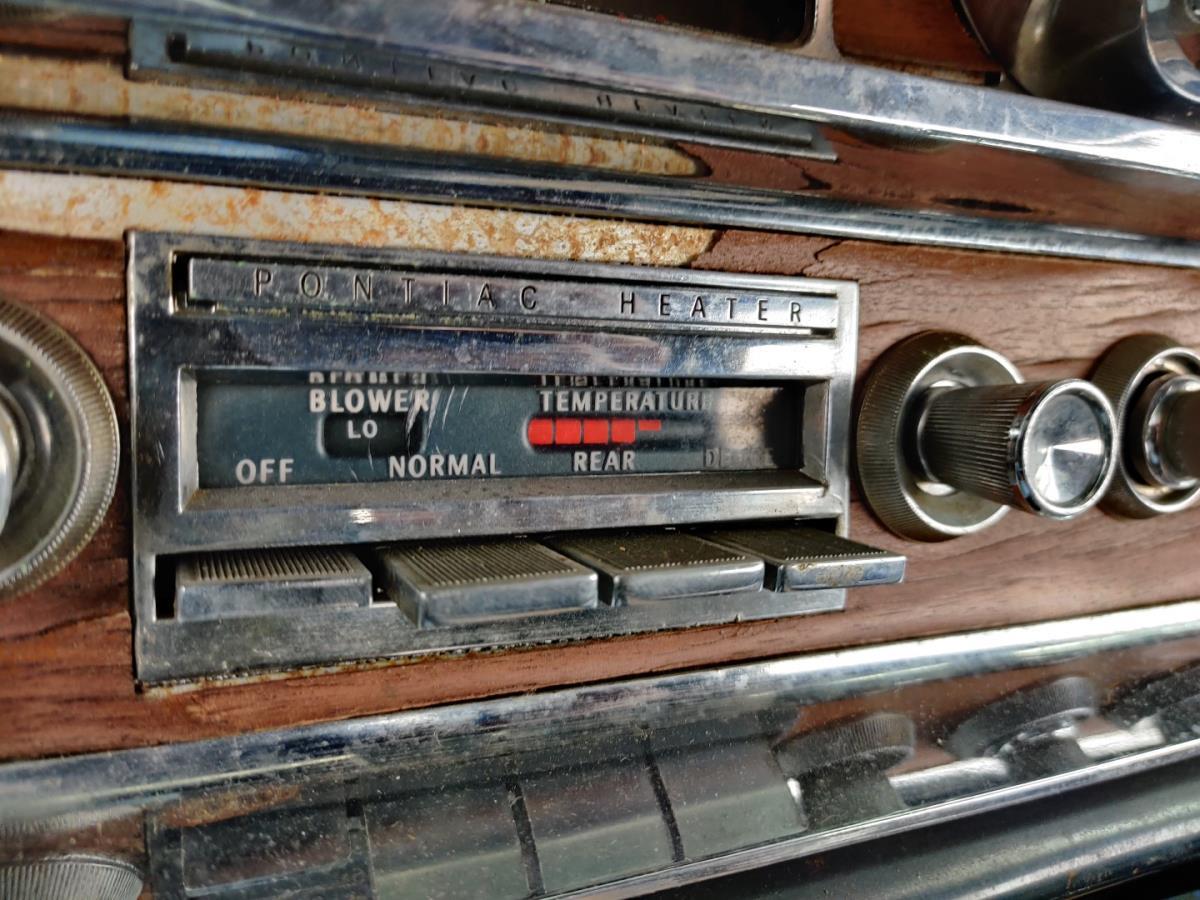 PONTIAC HEATER
BLOWER TEMPERATURE
LO
OFF NORMAL REAR